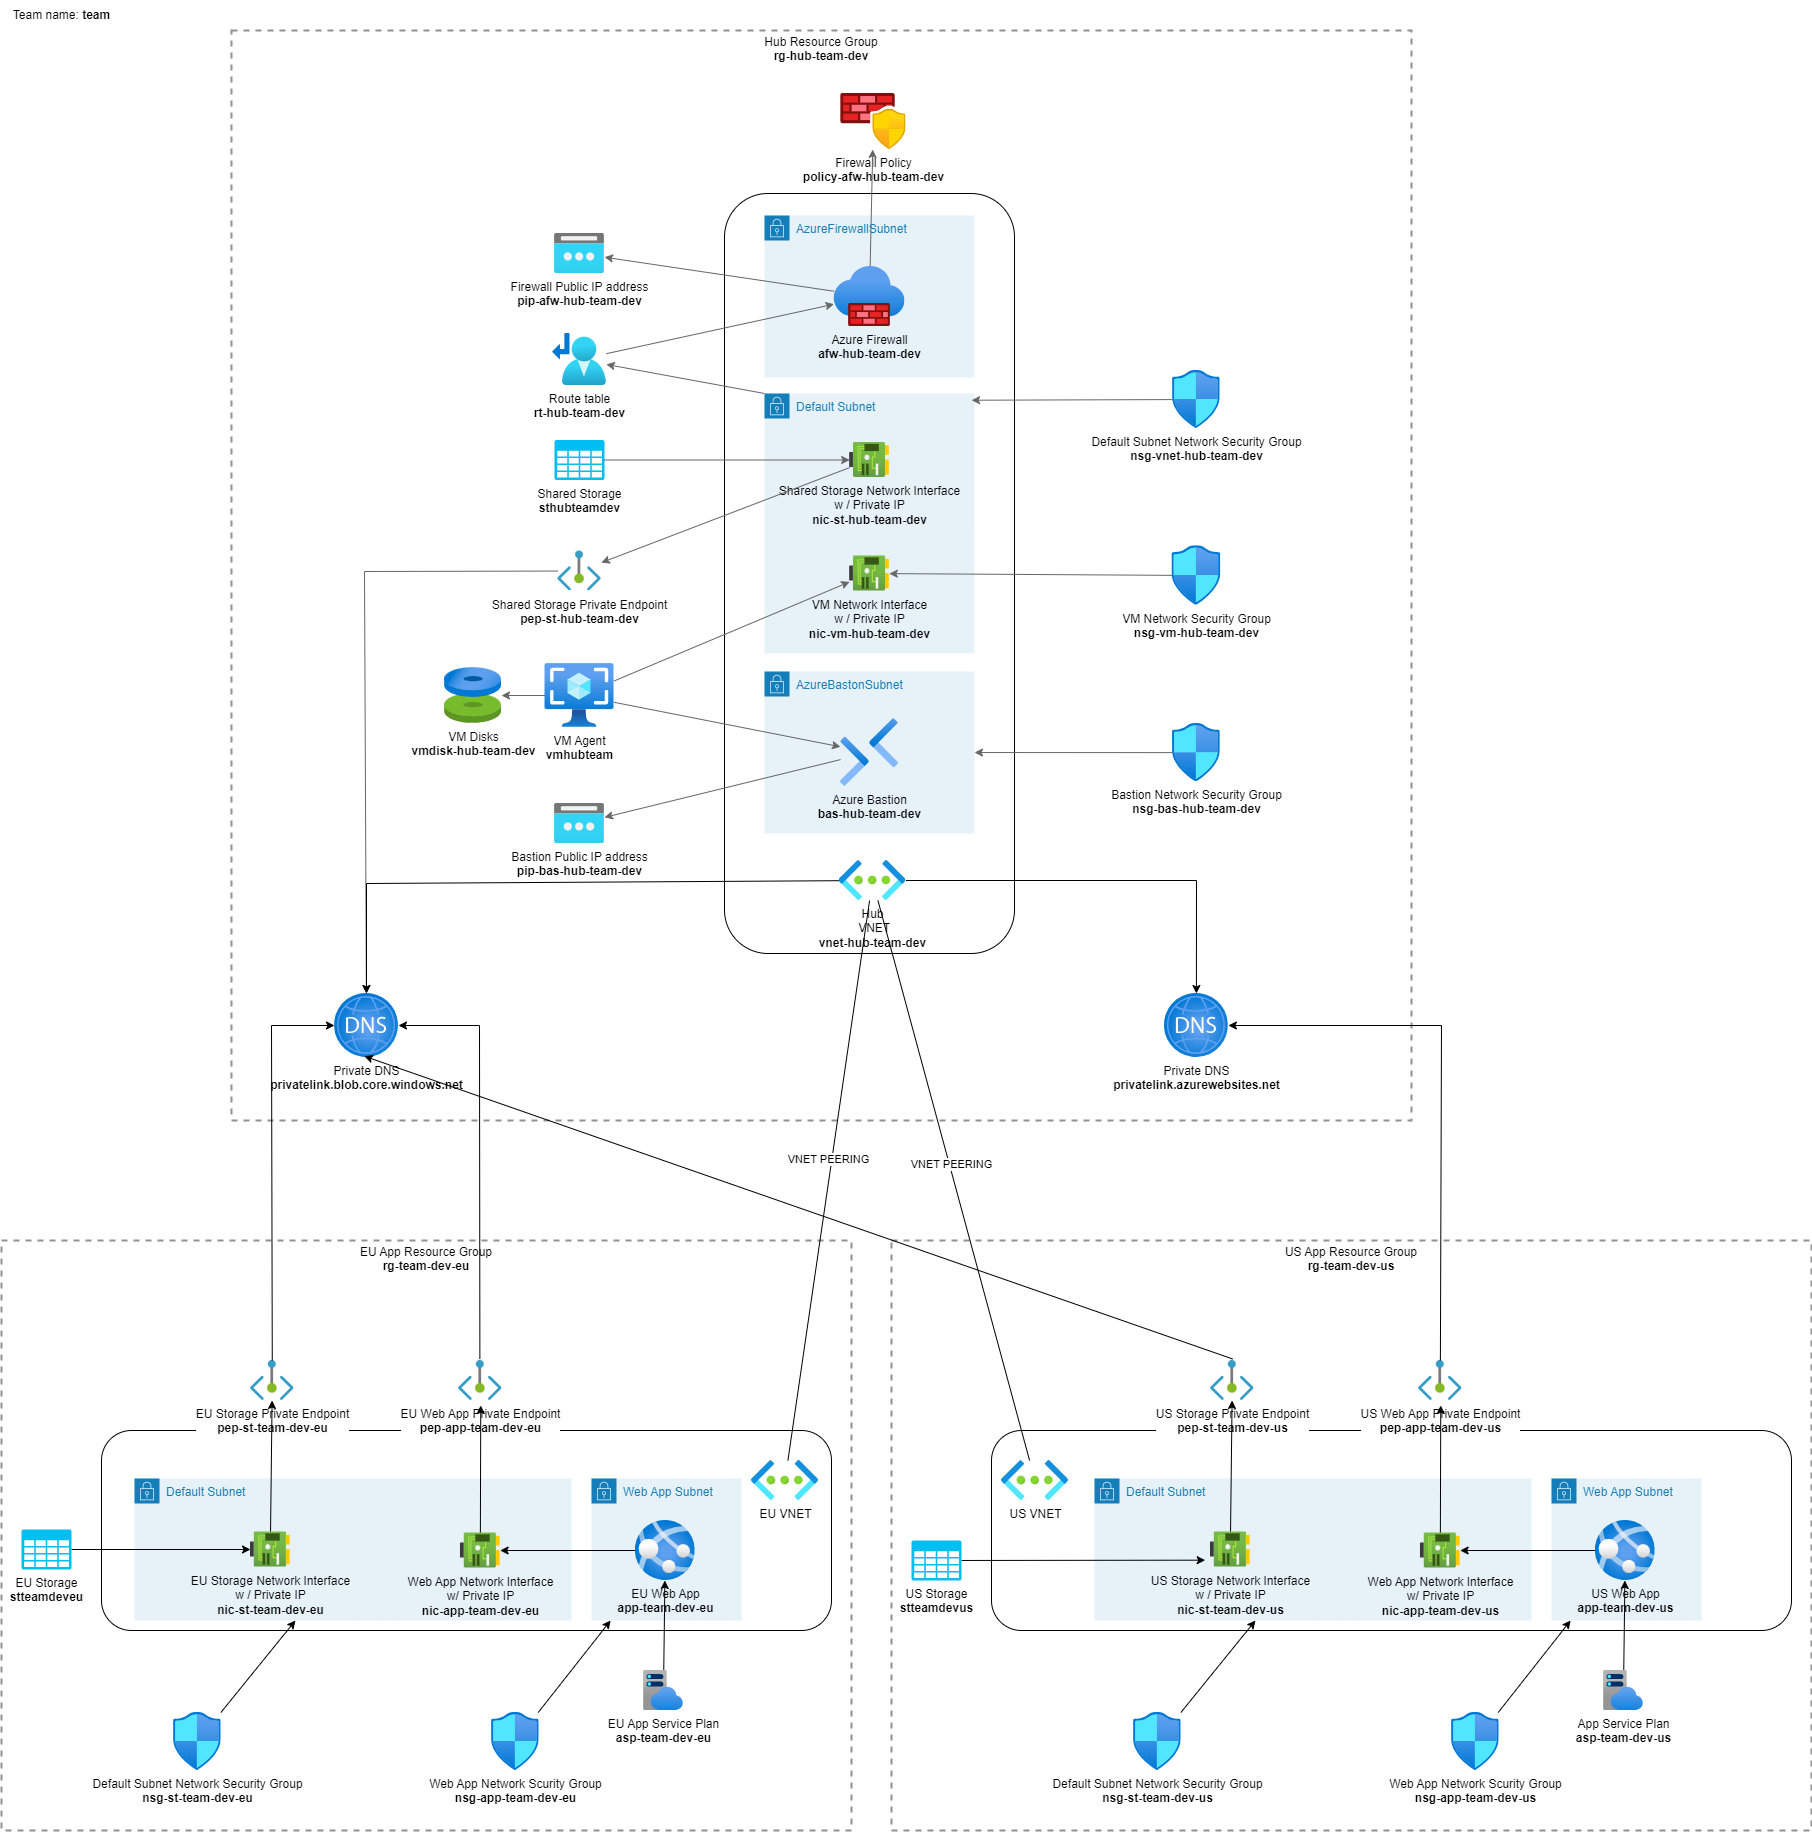 Team name: team
Hub Resource Group
rg-hub-team-dev
Firewall Policy
policy-afw-hub-team-dev
AzureFirewallSubnet
Firewall Public IP address
pip-afw-hub-team-dev
Azure Firewall
afw-hub-team-dev
Route table
rt-hub-team-dev
Default Subnet
Default Subnet Network Security Group
nsg-vnet-hub-team-dev
Shared Storage
sthubteamdev
Shared Storage Network Interface
w / Private IP
nic-st-hub-team-dev
Shared Storage Private Endpoint
pep-st-hub-team-dev
VM Network Interface
w / Private IP
nic-vm-hub-team-dev
VM Network Security Group
nsg-vm-hub-team-dev
VM Disks
vmdisk-hub-team-dev
VM Agent
vmhubteam
AzureBastonSubnet
Azure Bastion
bas-hub-team-dev
Bastion Network Security Group
nsg-bas-hub-team-dev
Bastion Public IP address
pip-bas-hub-team-dev
Hub
VNET
vnet-hub-team-dev
DNS
Private DNS
privatelink.blob.core.windows.net
DNS
Private DNS
privatelink.azurewebsites.net
VNET PEERING
VNET PEERING
EU App Resource Group
rg-team-dev-eu
EU Storage Private Endpoint
pep-st-team-dev-eu
EU Web App Private Endpoint
pep-app-team-dev-eu
Default Subnet
Web App Subnet
EU VNET
EU Storage
stteamdeveu
EU Storage Network Interface
w / Private IP
nic-st-team-dev-eu
Web App Network Interface
w/ Private IP
nic-app-team-dev-eu
EU Web App
app-team-dev-eu
EU App Service Plan
asp-team-dev-eu
Default Subnet Network Security Group
nsg-st-team-dev-eu
Web App Network Scurity Group
nsg-app-team-dev-eu
US App Resource Group
rg-team-dev-us
US Storage Private Endpoint
pep-st-team-dev-us
US Web App Private Endpoint
pep-app-team-dev-us
US VNET
Default Subnet
Web App Subnet
US Storage
stteamdevus
US Storage Network Interface
w / Private IP
nic-st-team-dev-us
Web App Network Interface
w/ Private IP
nic-app-team-dev-us
US Web App
app-team-dev-us
App Service Plan
asp-team-dev-us
Default Subnet Network Security Group
nsg-st-team-dev-us
Web App Network Scurity Group
nsg-app-team-dev-us